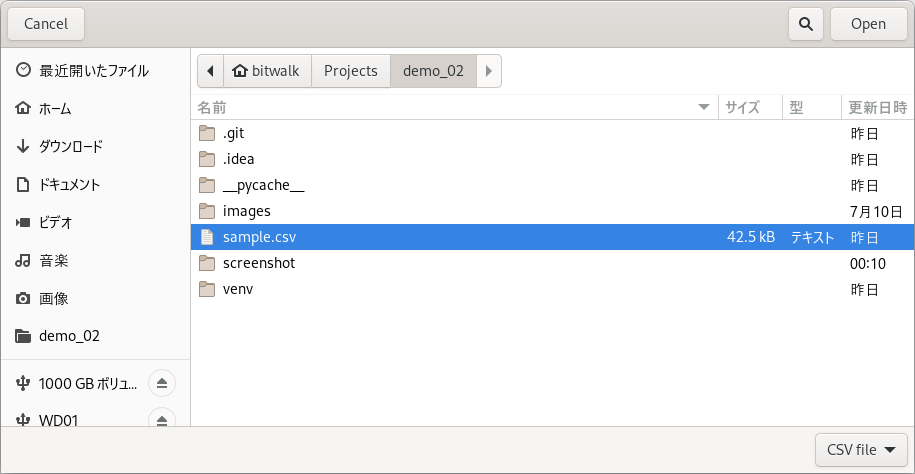 Cancel
Open
最近開いたファイル
ホーム
ダウンロード
ドキュメント
ビデオ
音楽
画像
demo_02
1000 GB ボリュ...
WD01
bitwalk Projects demo_02
名前 サイズ 型 更新日時
.git 昨日
.idea 昨日
__pycache__ 昨日
images 7月10日
sample.csv 42.5 kB テキスト 昨日
screenshot 00:10
venv 昨日
CSV file